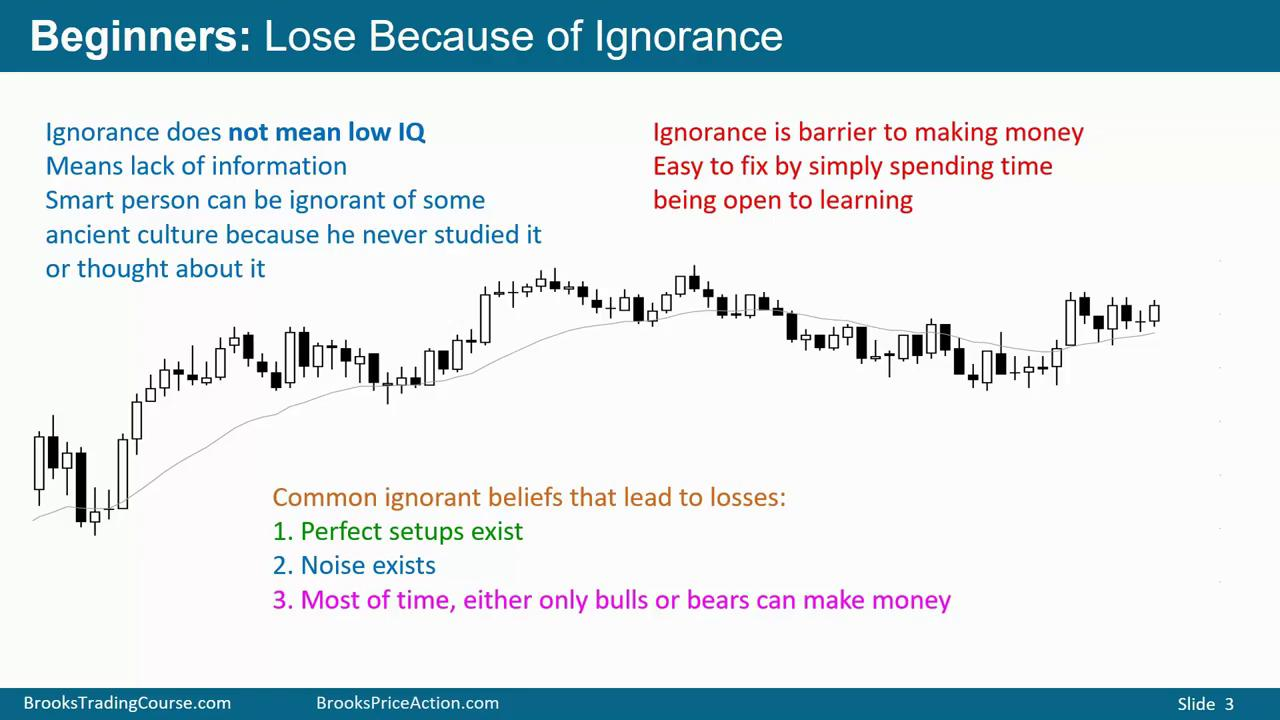 Beginners: Lose Because of Ignorance
Ignorance does not mean low IQ
Means lack of information
Smart person can be ignorant of some
ancient culture because he never studied it
or thought about it
Ignorance is barrier to making money
Easy to fix by simply spending time
being open to learning
Common ignorant beliefs that lead to losses:
1. Perfect setups exist
2. Noise exists
3. Most of time, either only bulls or bears can make money
BrooksTradingCourse.com
BrooksPriceAction.com
Slide 3